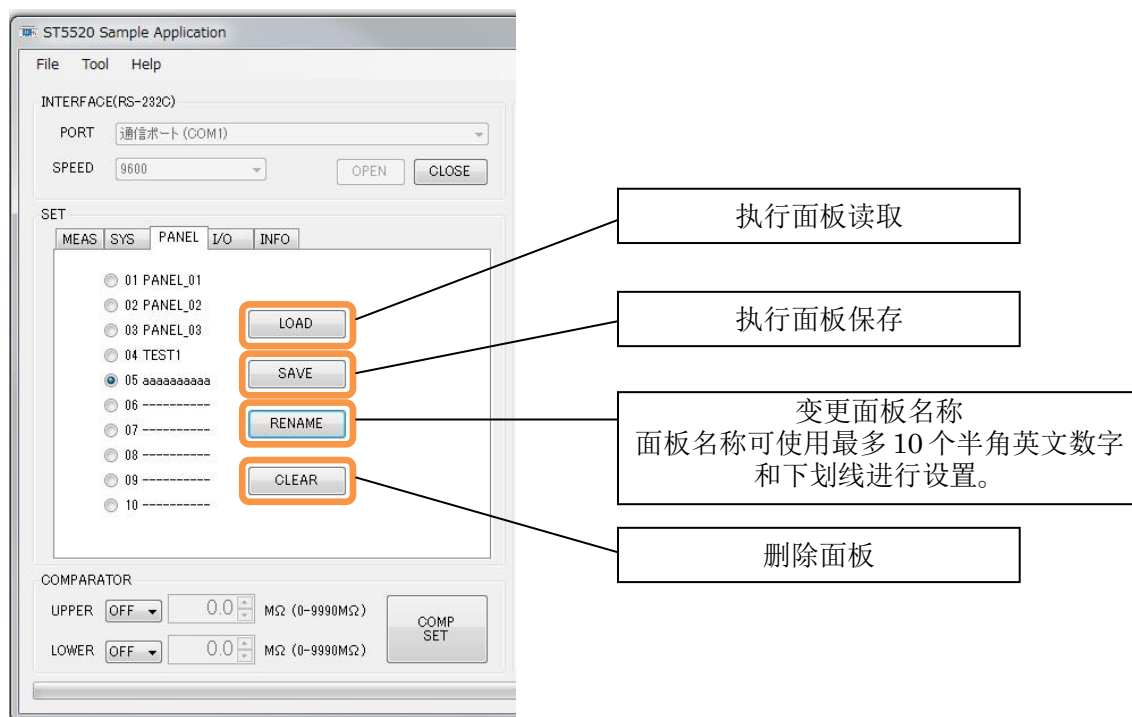 ST5520 Sample Application
File Tool Help
INTERFACE(RS-232C)
PORT 通信ポート (COM1)
SPEED 9600 OPEN CLOSE
SET
MEAS SYS PANEL I/O INFO
01 PANEL_01
02 PANEL_02
03 PANEL_03
04 TEST1
05 aaaaaaaaaa
06 ----------
07 ----------
08 ----------
09 ----------
10 ----------
LOAD
SAVE
RENAME
CLEAR
COMPARATOR
UPPER OFF 0.0 MΩ (0-9990MΩ)
LOWER OFF 0.0 MΩ (0-9990MΩ)
COMP
SET
执行面板读取
执行面板保存
变更面板名称
面板名称可使用最多 10 个半角英文数字
和下划线进行设置。
删除面板